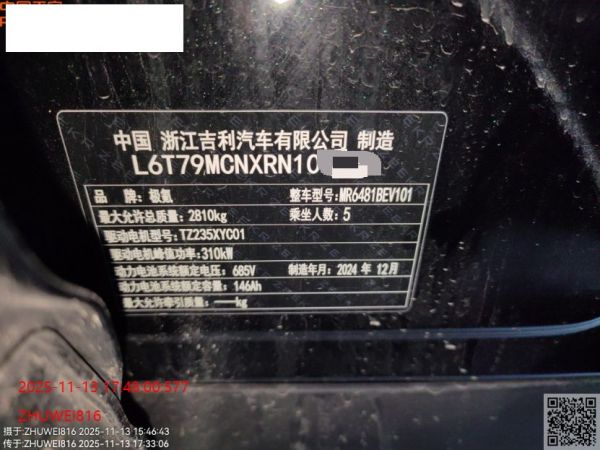 中国 浙江吉利汽车有限公司 制造
L6T79MCNXRN10
品 牌:极氪 整车型号:MR6481BEV101
最大允许总质量:2810kg 乘坐人数:5
驱动电机型号:TZ235XYC01
驱动电机峰值功率:310kW
动力电池系统额定电压:685V 制造年月:2024 年 12月
动力电池系统额定容量:146Ah
最大允许牵引质量:——kg
2025-11-13 17:48:00:577
ZHUWEI816
摄于:ZHUWEI816 2025-11-13 15:46:43
传于:ZHUWEI816 2025-11-13 17:33:06